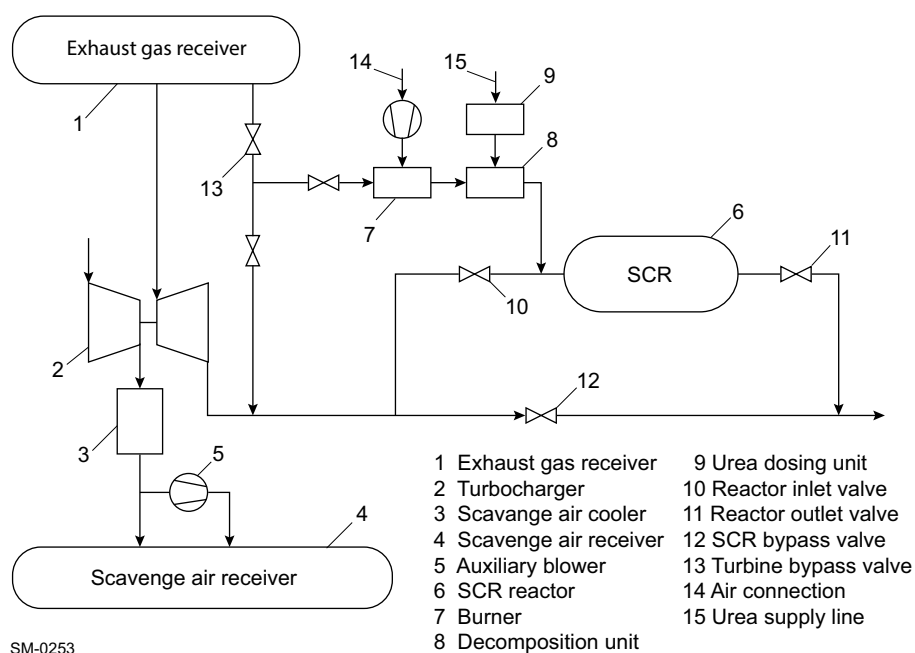 Exhaust gas receiver
1
14
15
9
8
13
7
6
SCR
11
10
2
12
3
5
4
Scavenge air receiver
1 Exhaust gas receiver
2 Turbocharger
3 Scavange air cooler
4 Scavenge air receiver
5 Auxiliary blower
6 SCR reactor
7 Burner
8 Decomposition unit
9 Urea dosing unit
10 Reactor inlet valve
11 Reactor outlet valve
12 SCR bypass valve
13 Turbine bypass valve
14 Air connection
15 Urea supply line
SM-0253